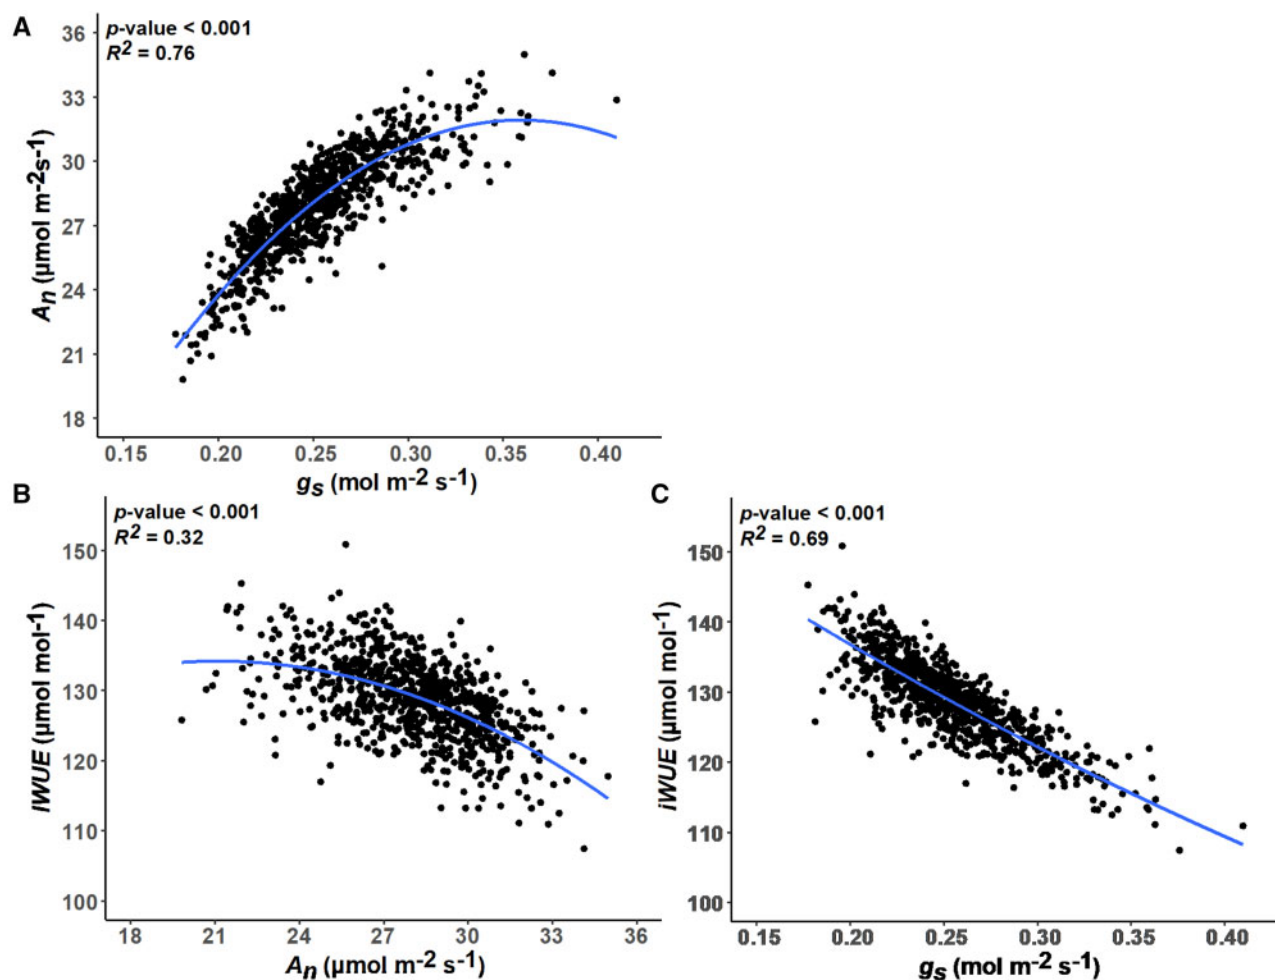 A
p-value < 0.001
R2 = 0.76
36
33
30
27
24
21
18
An (µmol m-2s-1)
0.15 0.20 0.25 0.30 0.35 0.40
gs (mol m-2 s-1)
B
p-value < 0.001
R2 = 0.32
150
140
130
120
110
100
iWUE (µmol mol-1)
18 21 24 27 30 33 36
An (µmol m-2 s-1)
C
p-value < 0.001
R2 = 0.69
150
140
130
120
110
100
iWUE (µmol mol-1)
0.15 0.20 0.25 0.30 0.35 0.40
gs (mol m-2 s-1)